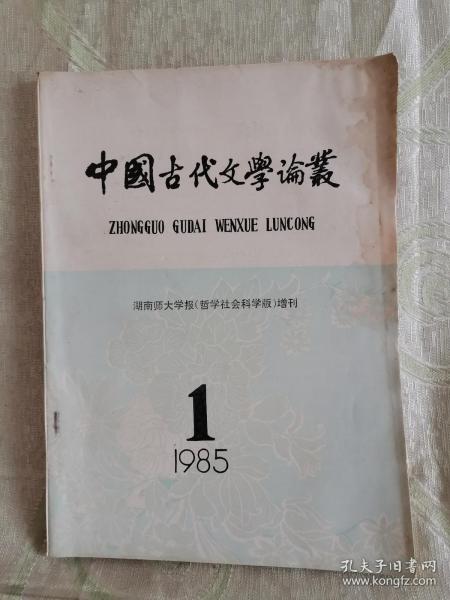 中國古代文學論叢
ZHONGGUO GUDAI WENXUE LUNCONG
湖南师大学报(哲学社会科学版)增刊
1
1985
孔夫子旧书网
www.kongfz.com